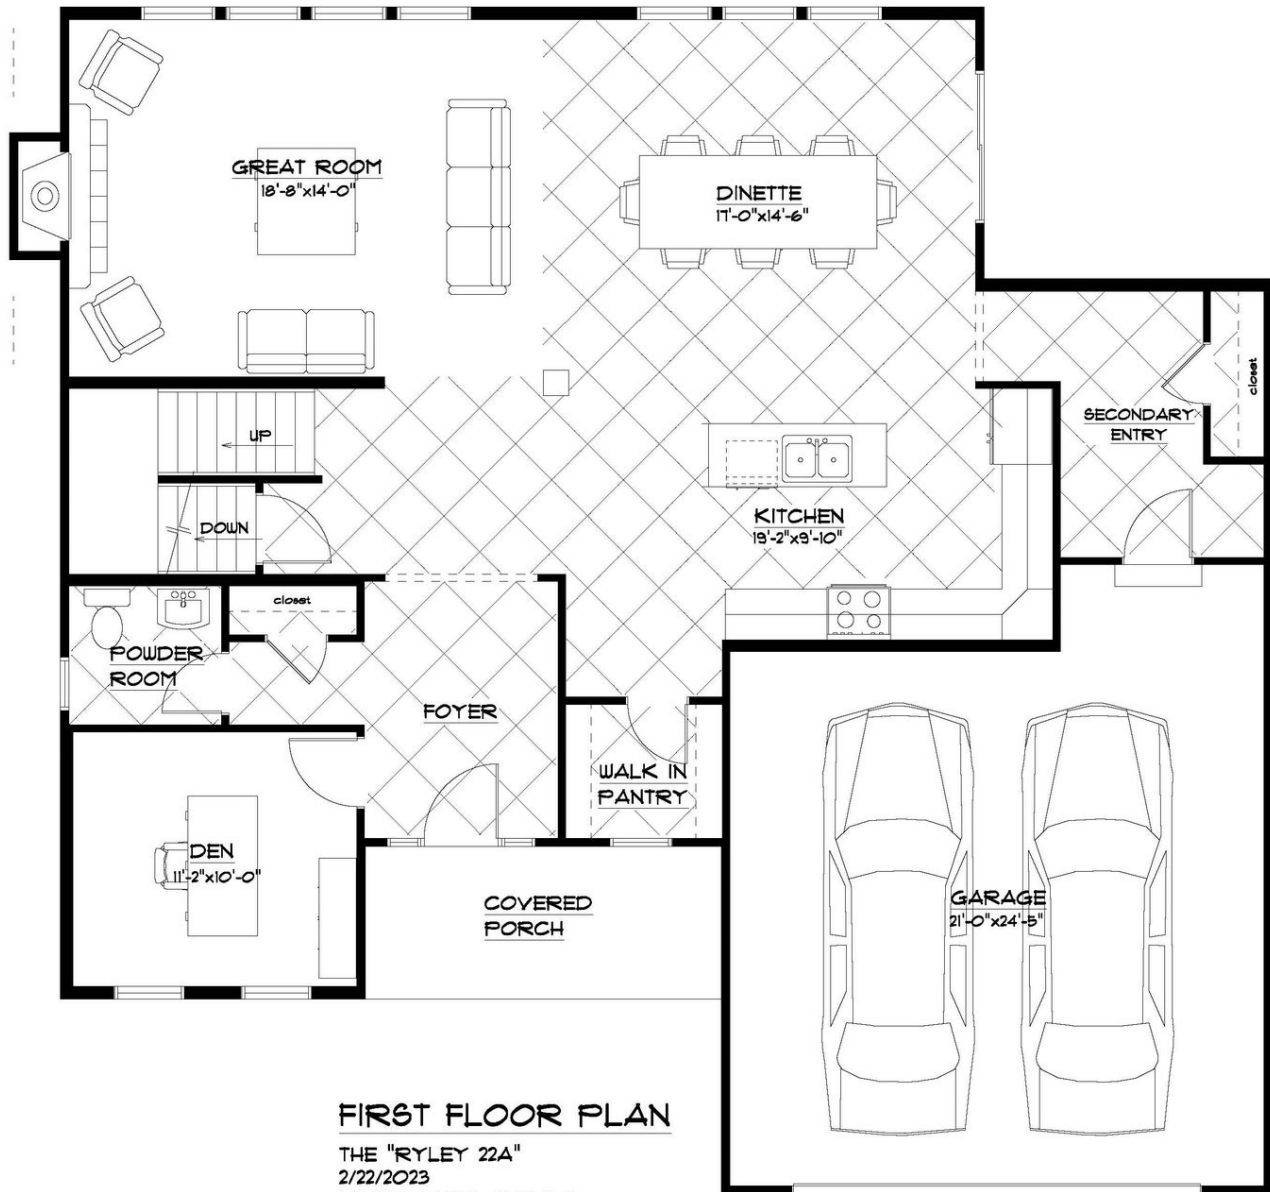 GREAT ROOM
18'-8"x14'-0"
DINETTE
17'-0"x14'-6"
closet
SECONDARY
ENTRY
UP
DOWN
KITCHEN
19'-2"x9'-10"
closet
POWDER
ROOM
FOYER
WALK IN
PANTRY
DEN
11'-2"x10'-0"
COVERED
PORCH
GARAGE
21'-0"x24'-5"
FIRST FLOOR PLAN
THE "RYLEY 22A"
2/22/2023